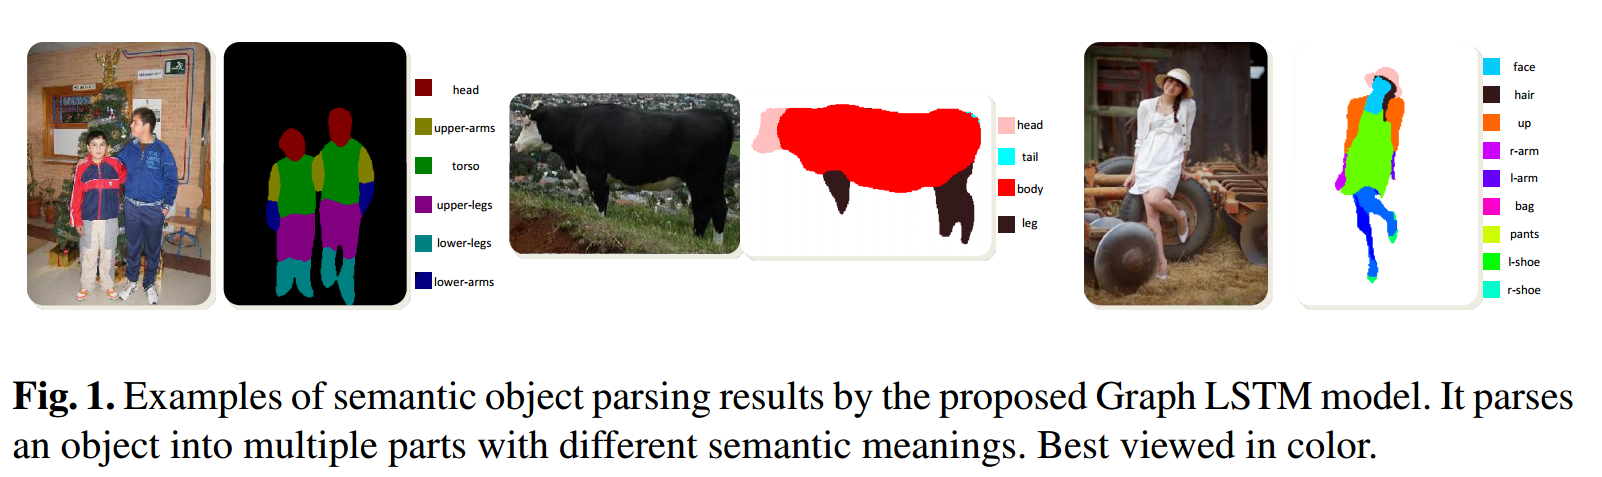 head
upper-arms
torso
upper-legs
lower-legs
lower-arms
head
tail
body
leg
face
hair
up
r-arm
l-arm
bag
pants
l-shoe
r-shoe
Fig. 1. Examples of semantic object parsing results by the proposed Graph LSTM model. It parses
an object into multiple parts with different semantic meanings. Best viewed in color.